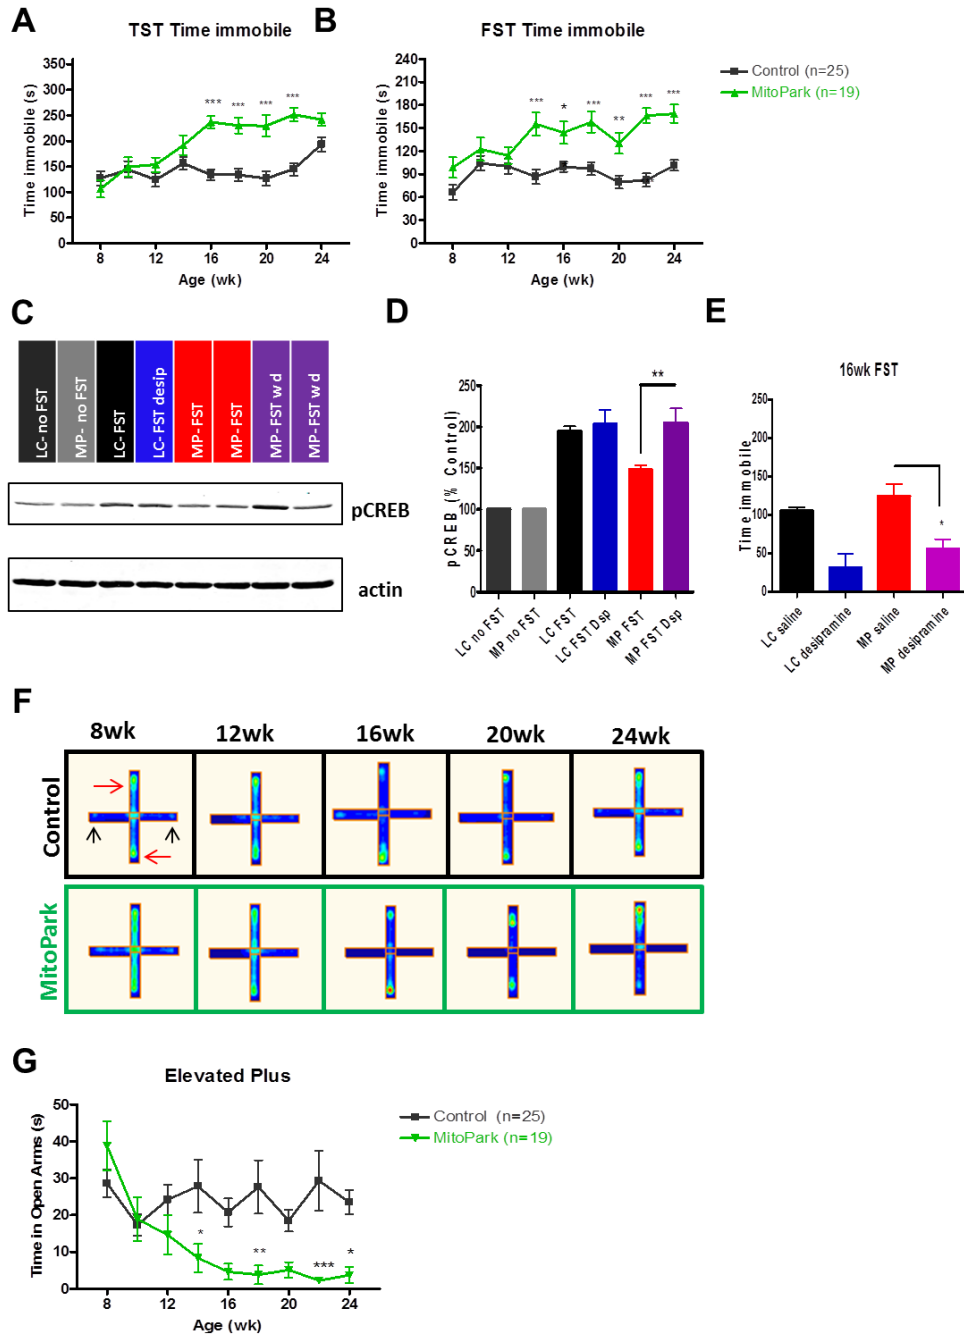 A
TST Time immobile
Time immobile (s)
350
300
250
200
150
100
50
0
*** *** *** ***
8 12 16 20 24
Age (wk)
B
FST Time immobile
Time immobile (s)
240
210
180
150
120
90
60
30
0
*** * *** ** *** ***
8 12 16 20 24
Age (wk)
Control (n=25)
MitoPark (n=19)
C
LC- no FST
MP- no FST
LC- FST
LC- FST desip
MP- FST
MP- FST
MP- FST w d
MP- FST w d
pCREB
actin
D
pCREB (% Control)
250
200
150
100
50
0
**
LC no FST
MP no FST
LC FST
LC FST Dsp
MP FST
MP FST Dsp
E
16wk FST
Time immobile
250
200
150
100
50
0
*
LC saline
LC desipramine
MP saline
MP desipramine
F
8wk 12wk 16wk 20wk 24wk
Control
MitoPark
G
Elevated Plus
Time in Open Arms (s)
50
40
30
20
10
0
* ** *** *
8 12 16 20 24
Age (wk)
Control (n=25)
MitoPark (n=19)